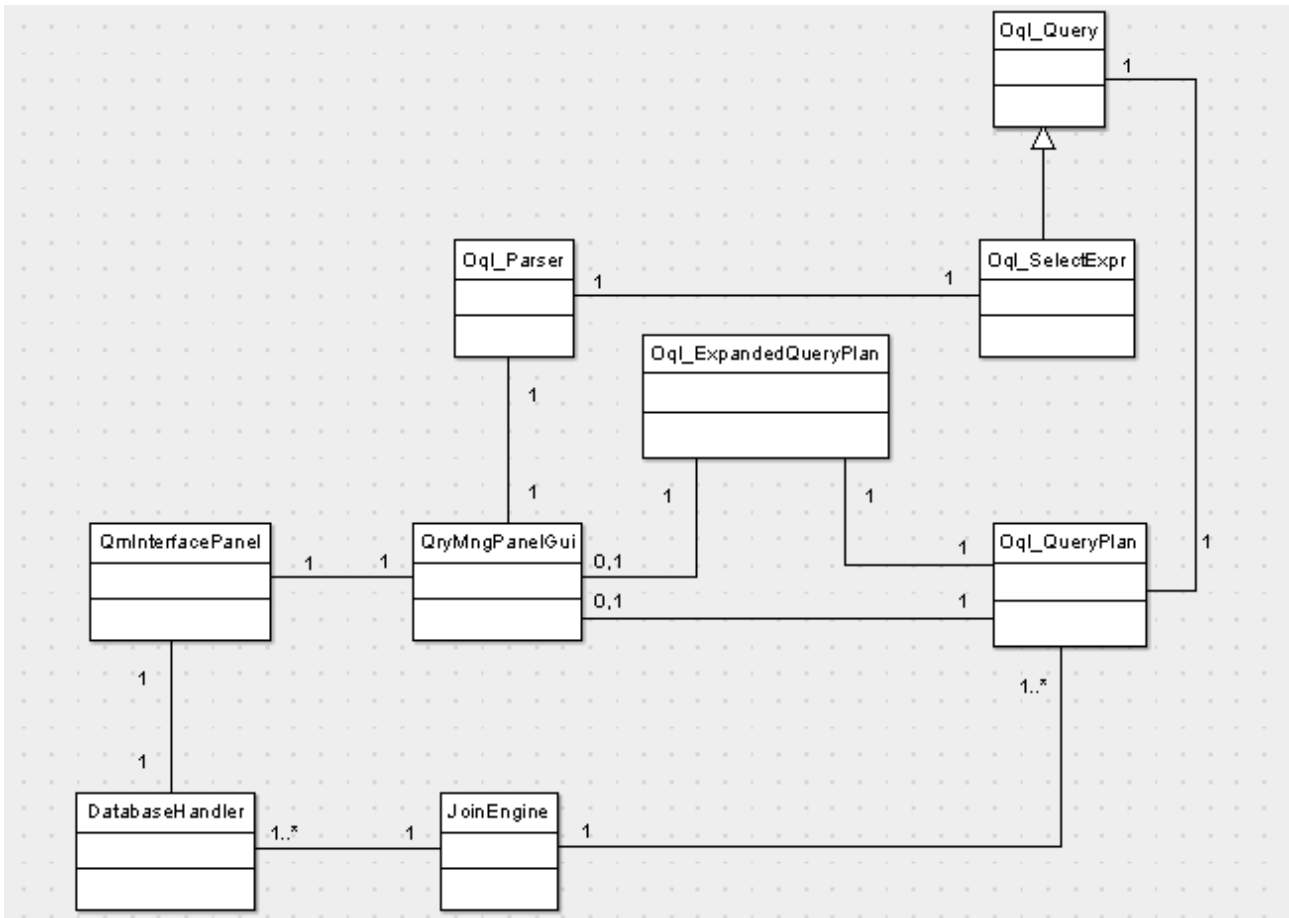 Oql_Query
1
Oql_Parser
Oql_SelectExpr
1
1
Oql_ExpandedQueryPlan
1
1
1
1
QmInterfacePanel
QryMngPanelGui
Oql_QueryPlan
1
1
0,1
1
1
0,1
1
1
1..*
1
DatabaseHandler
JoinEngine
1..*
1
1